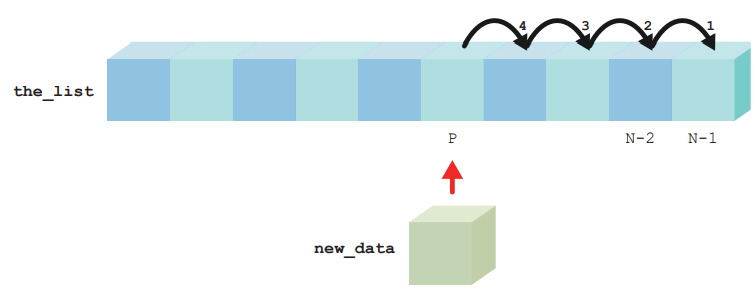 4 3 2 1
the_list
P N-2 N-1
new_data